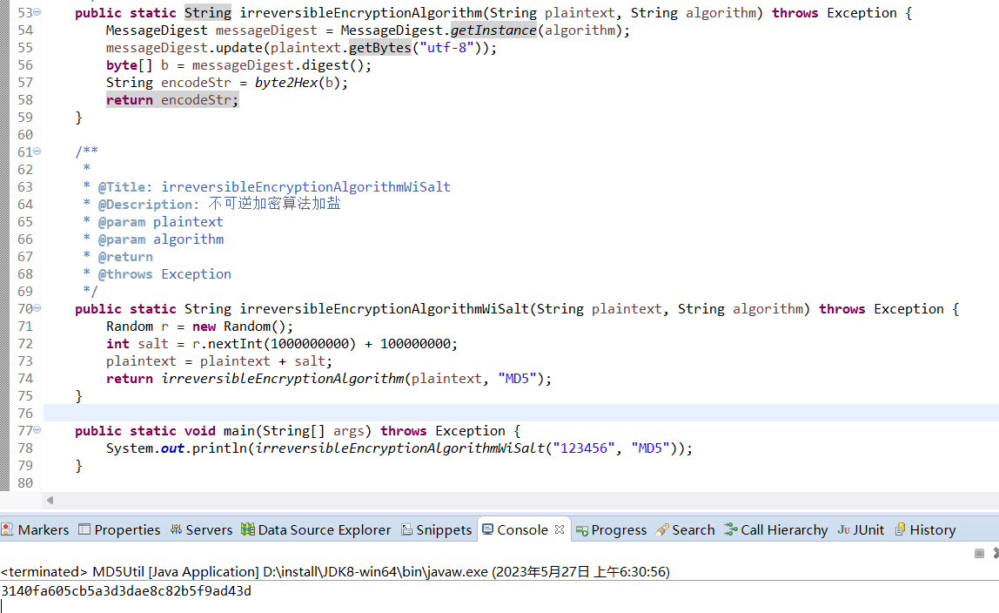 53 public static String irreversibleEncryptionAlgorithm(String plaintext, String algorithm) throws Exception {
54 MessageDigest messageDigest = MessageDigest.getInstance(algorithm);
55 messageDigest.update(plaintext.getBytes("utf-8"));
56 byte[] b = messageDigest.digest();
57 String encodeStr = byte2Hex(b);
58 return encodeStr;
59 }
60
61 /**
62 *
63 * @Title: irreversibleEncryptionAlgorithmWiSalt
64 * @Description: 不可逆加密算法加盐
65 * @param plaintext
66 * @param algorithm
67 * @return
68 * @throws Exception
69 */
70 public static String irreversibleEncryptionAlgorithmWiSalt(String plaintext, String algorithm) throws Exception {
71 Random r = new Random();
72 int salt = r.nextInt(1000000000) + 100000000;
73 plaintext = plaintext + salt;
74 return irreversibleEncryptionAlgorithm(plaintext, "MD5");
75 }
76
77 public static void main(String[] args) throws Exception {
78 System.out.println(irreversibleEncryptionAlgorithmWiSalt("123456", "MD5"));
79 }
80
Markers Properties Servers Data Source Explorer Snippets Console Progress Search Call Hierarchy Ju JUnit History
<terminated> MD5Util [Java Application] D:\install\JDK8-win64\bin\javaw.exe (2023年5月27日 上午6:30:56)
3140fa605cb5a3d3dae8c82b5f9ad43d